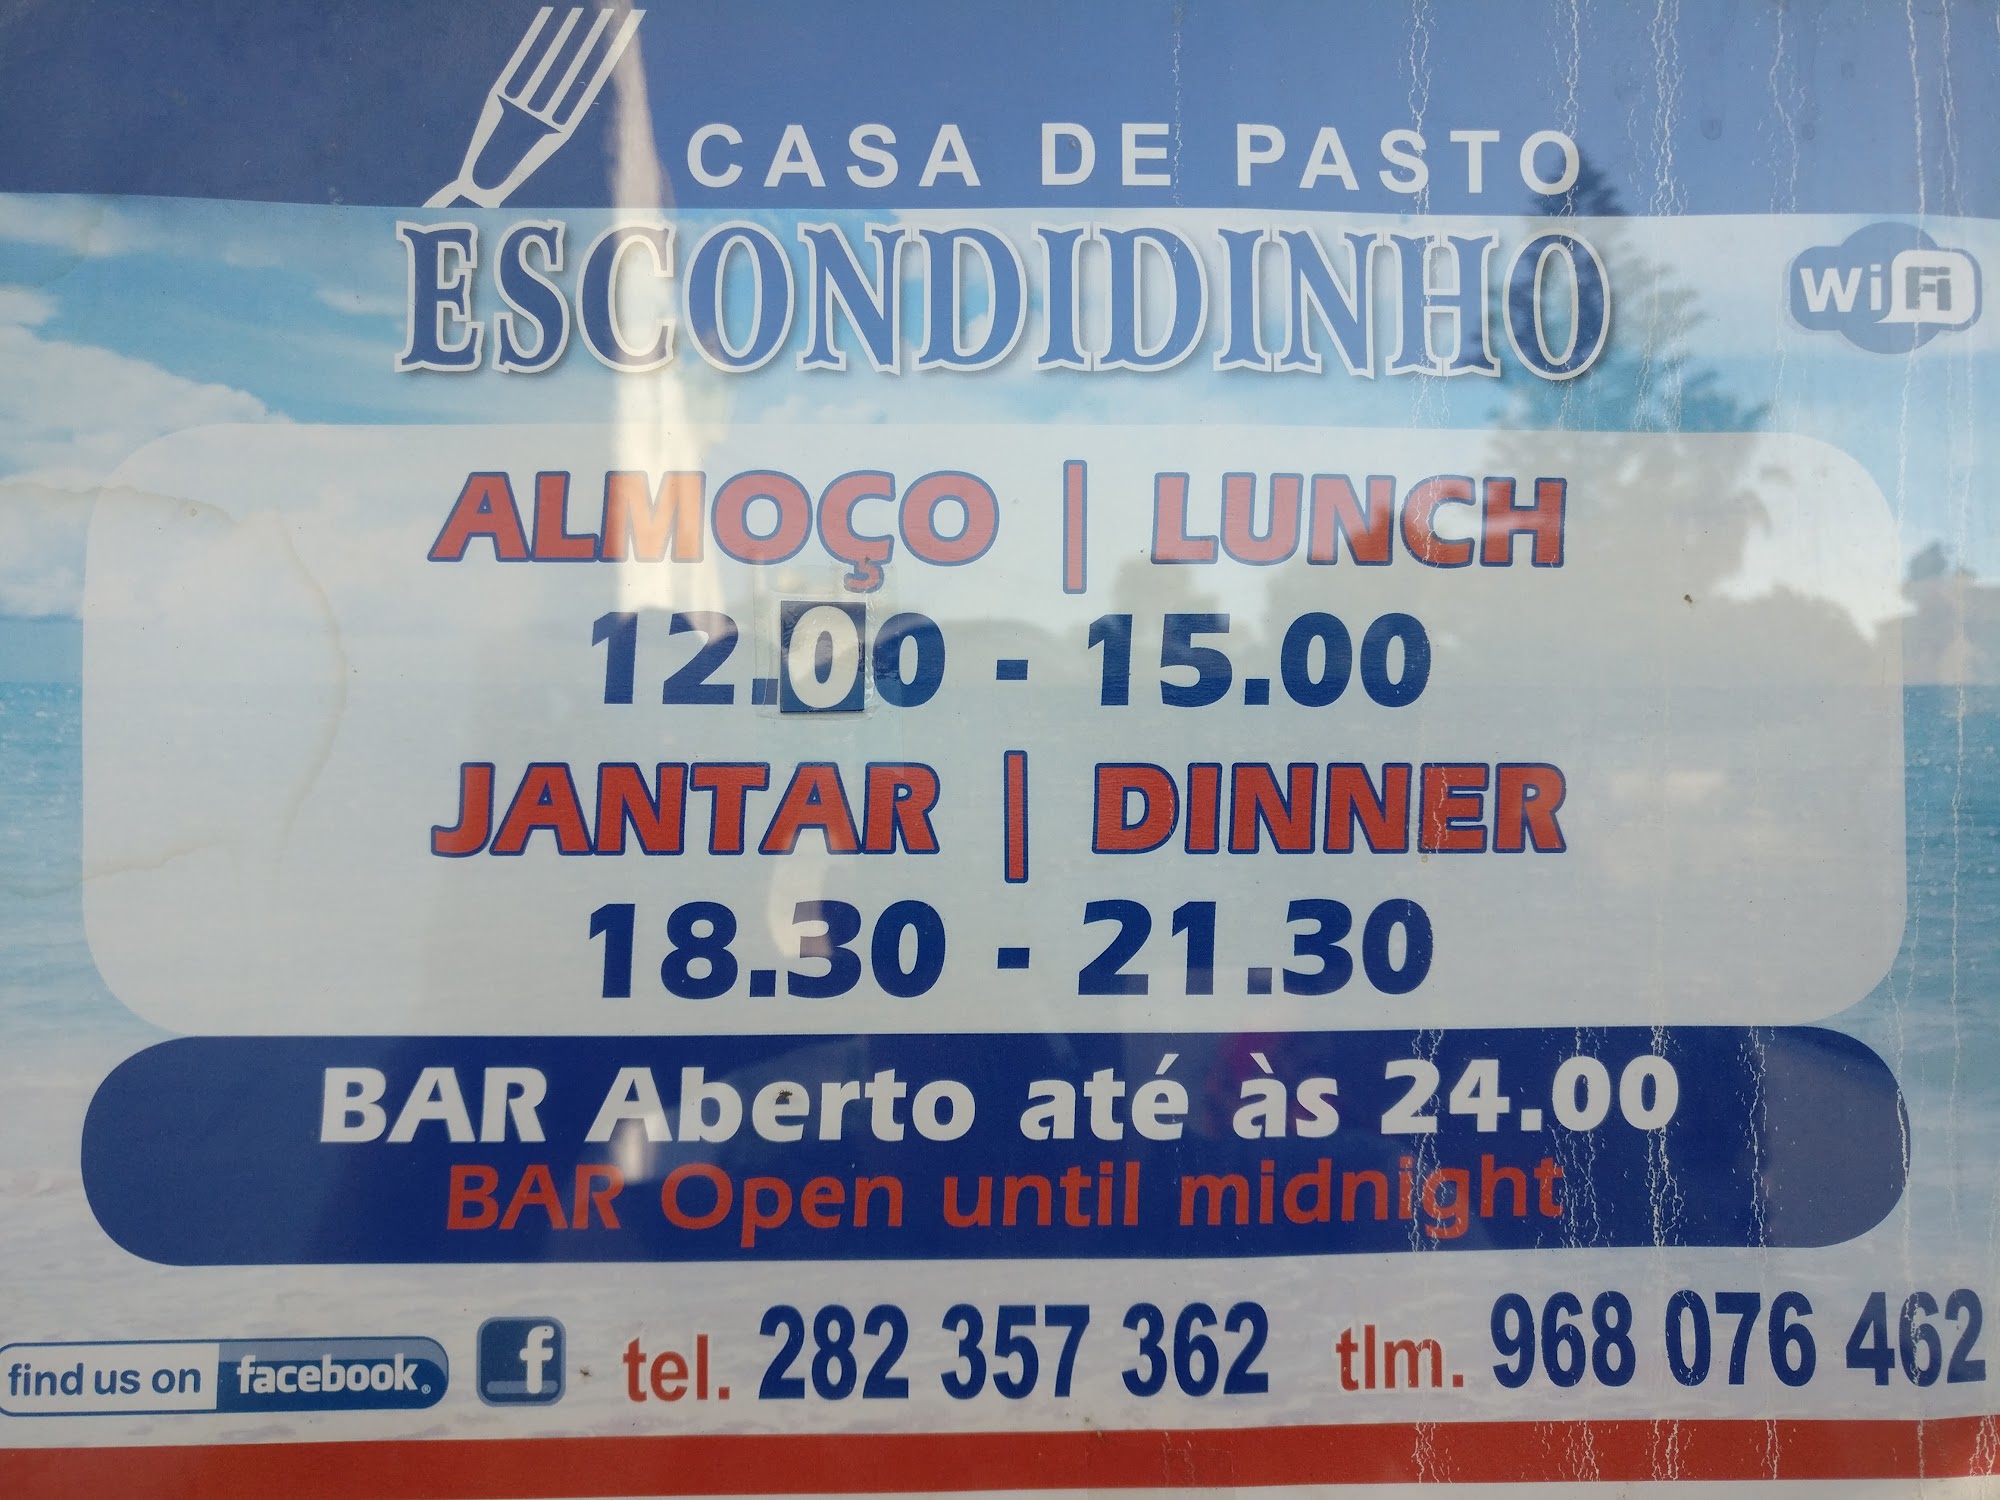 CASA DE PASTO
ESCONDIDINHO
WiFi
ALMOÇO | LUNCH
12.00 - 15.00
JANTAR | DINNER
18.30 - 21.30
BAR Aberto até às 24.00
BAR Open until midnight
find us on facebook® f tel. 282 357 362 tlm. 968 076 462